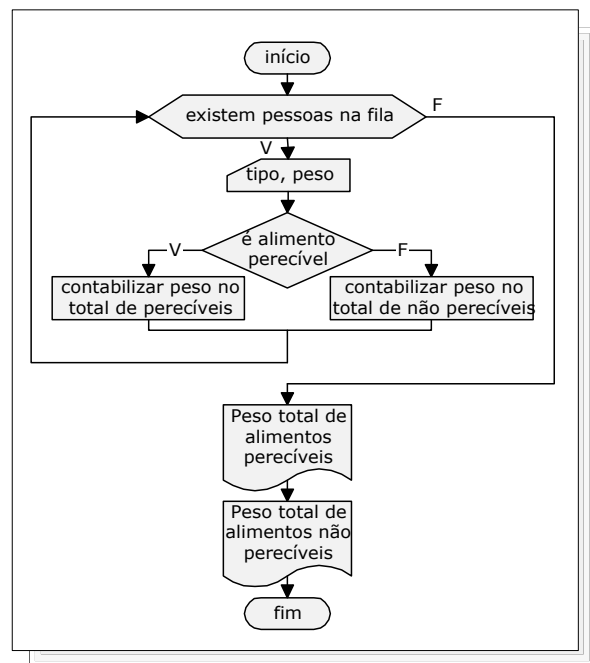 início
existem pessoas na fila
F
V
tipo, peso
é alimento
perecível
V
F
contabilizar peso no
total de perecíveis
contabilizar peso no
total de não perecíveis
Peso total de
alimentos
perecíveis
Peso total de
alimentos não
perecíveis
fim